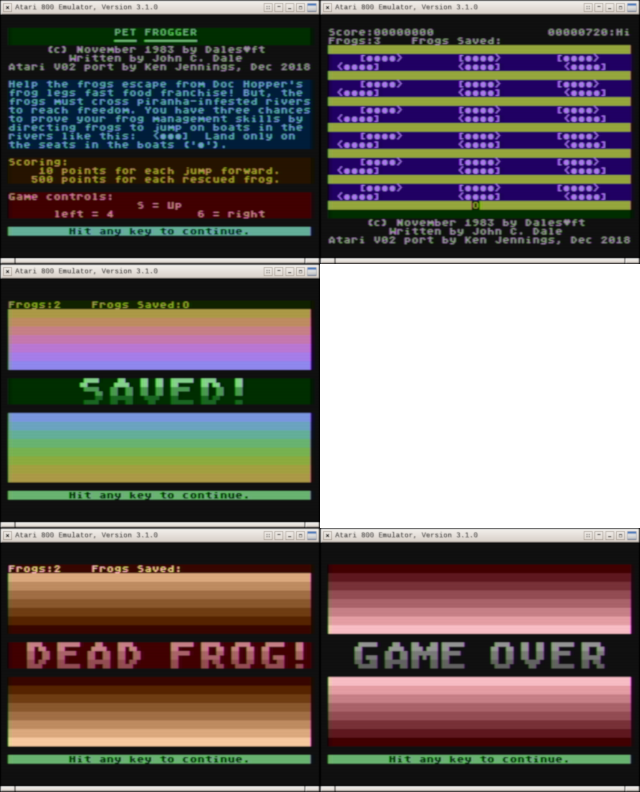 Atari 800 Emulator, Version 3.1.0
PET FROGGER
(c) November 1983 by Dales♥ft
Written by John C. Dale
Atari V02 port by Ken Jennings, Dec 2018
Help the frogs escape from Doc Hopper's
frog legs fast food franchise! But, the
frogs must cross piranha-infested rivers
to reach freedom. You have three chances
to prove your frog management skills by
directing frogs to jump on boats in the
rivers like this:  <●●]  Land only on
the seats in the boats ('●').
Scoring:
10 points for each jump forward.
500 points for each rescued frog.
Game controls:
S = Up
left = 4          6 = right
Hit any key to continue.
Atari 800 Emulator, Version 3.1.0
Score:00000000          00000720:Hi
Frogs:3    Frogs Saved:
[●●●●> [●●●●> [●●●●>
<●●●●] <●●●●] <●●●●]
[●●●●> [●●●●> [●●●●>
<●●●●] <●●●●] <●●●●]
[●●●●> [●●●●> [●●●●>
<●●●●] <●●●●] <●●●●]
[●●●●> [●●●●> [●●●●>
<●●●●] <●●●●] <●●●●]
[●●●●> [●●●●> [●●●●>
<●●●●] <●●●●] <●●●●]
[●●●●> [●●●●> [●●●●>
<●●●●] <●●●●] <●●●●]
O
(c) November 1983 by Dales♥ft
Written by John C. Dale
Atari V02 port by Ken Jennings, Dec 2018
Atari 800 Emulator, Version 3.1.0
Frogs:2    Frogs Saved:O
SAVED!
Hit any key to continue.
Atari 800 Emulator, Version 3.1.0
Frogs:2    Frogs Saved:
DEAD FROG!
Hit any key to continue.
Atari 800 Emulator, Version 3.1.0
GAME OVER
Hit any key to continue.